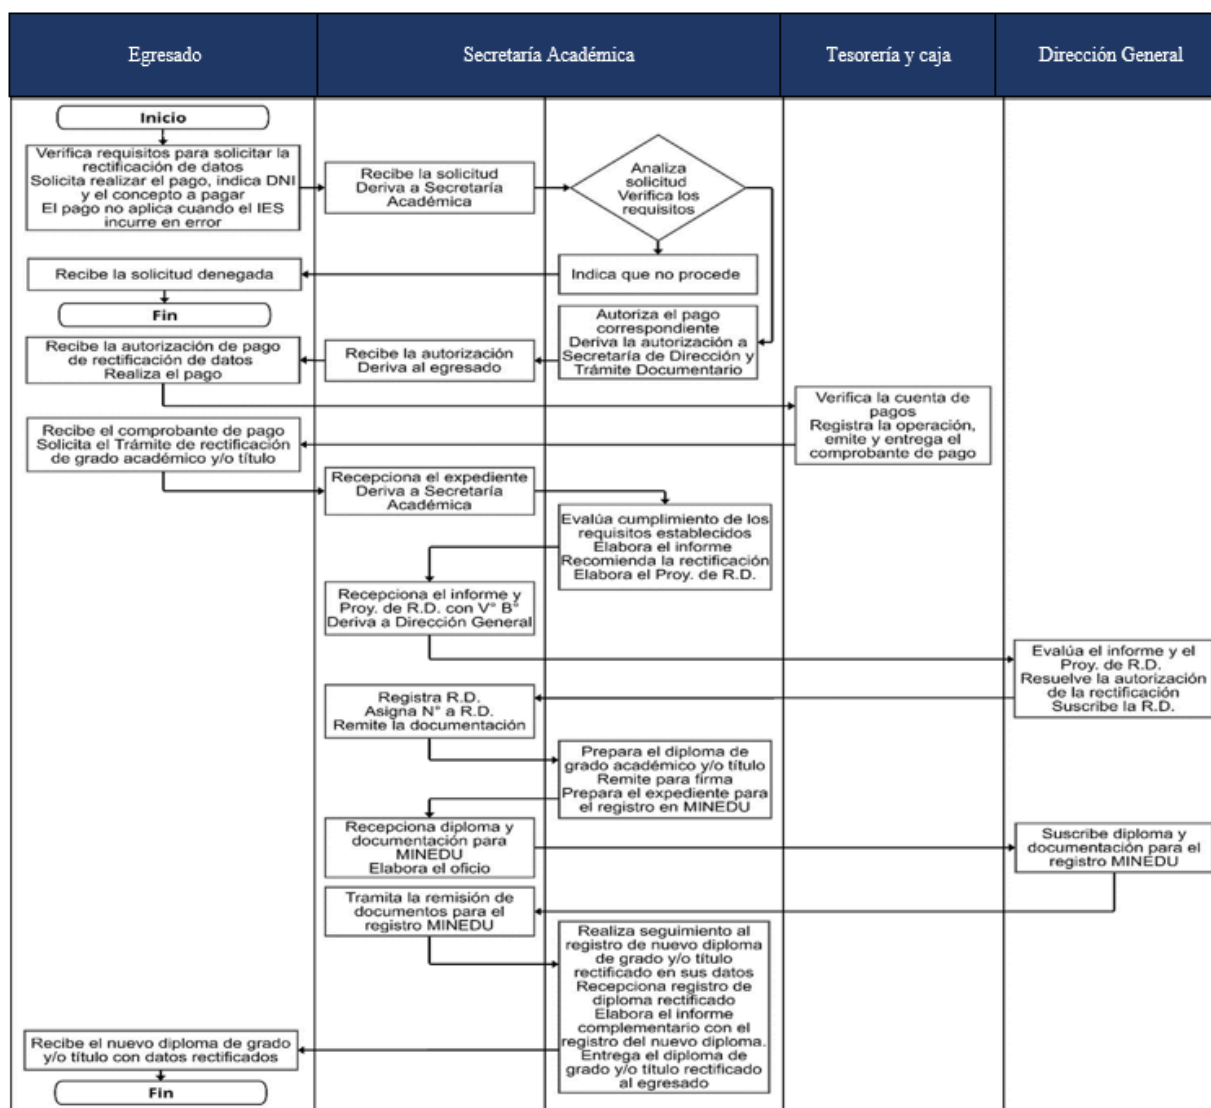 Egresado
Secretaría Académica
Tesorería y caja
Dirección General
Inicio
Verifica requisitos para solicitar la
rectificación de datos
Solicita realizar el pago, indica DNI
y el concepto a pagar
El pago no aplica cuando el IES
incurre en error
Recibe la solicitud
Deriva a Secretaría
Académica
Analiza
solicitud
Verifica los
requisitos
Indica que no procede
Recibe la solicitud denegada
Fin
Autoriza el pago
correspondiente
Deriva la autorización a
Secretaría de Dirección y
Trámite Documentario
Recibe la autorización
Deriva al egresado
Recibe la autorización de pago
de rectificación de datos
Realiza el pago
Verifica la cuenta de
pagos
Registra la operación,
emite y entrega el
comprobante de pago
Recibe el comprobante de pago
Solicita el Trámite de rectificación
de grado académico y/o título
Recepciona el expediente
Deriva a Secretaría
Académica
Evalúa cumplimiento de los
requisitos establecidos
Elabora el informe
Recomienda la rectificación
Elabora el Proy. de R.D.
Recepciona el informe y
Proy. de R.D. con V° B°
Deriva a Dirección General
Evalúa el informe y el
Proy. de R.D.
Resuelve la autorización
de la rectificación
Suscribe la R.D.
Registra R.D.
Asigna N° a R.D.
Remite la documentación
Prepara el diploma de
grado académico y/o título
Remite para firma
Prepara el expediente para
el registro en MINEDU
Recepciona diploma y
documentación para
MINEDU
Elabora el oficio
Suscribe diploma y
documentación para el
registro MINEDU
Tramita la remisión de
documentos para el
registro MINEDU
Realiza seguimiento al
registro de nuevo diploma
de grado y/o título
rectificado en sus datos
Recepciona registro de
diploma rectificado
Elabora el informe
complementario con el
registro del nuevo diploma.
Entrega el diploma de
grado y/o título rectificado
al egresado
Recibe el nuevo diploma de grado
y/o título con datos rectificados
Fin